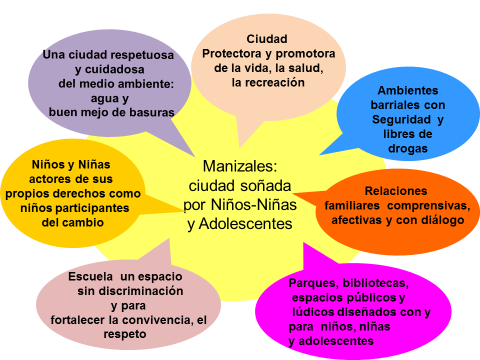 Ciudad
Protectora y promotora
de la vida, la salud,
la recreación
Una ciudad respetuosa
y cuidadosa
del medio ambiente:
agua y
buen mejo de basuras
Ambientes
barriales con
Seguridad y
libres de
drogas
Manizales:
ciudad soñada
por Niños-Niñas
y Adolescentes
Niños y Niñas
actores de sus
propios derechos como
niños participantes
del cambio
Relaciones
familiares comprensivas,
afectivas y con diálogo
Escuela un espacio
sin discriminación
y para
fortalecer la convivencia, el
respeto
Parques, bibliotecas,
espacios públicos y
lúdicos diseñados con y
para niños, niñas
y adolescentes